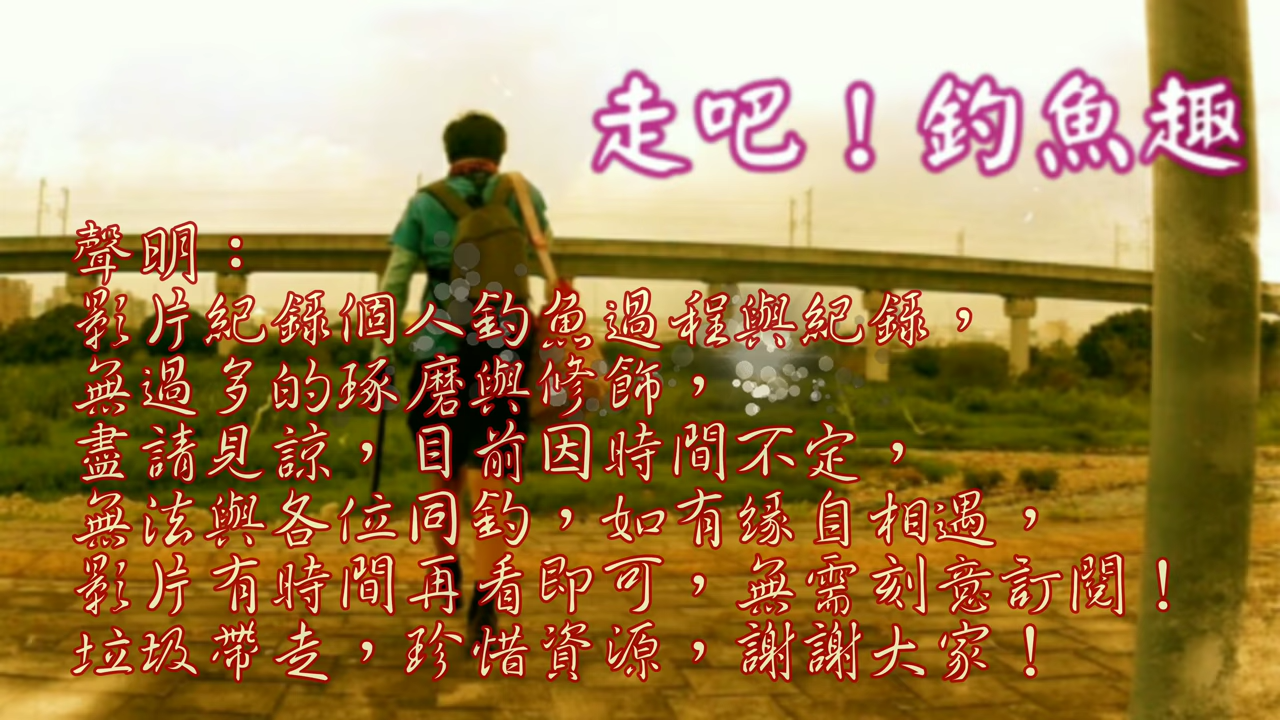 走吧！釣魚趣
聲明：
影片紀錄個人釣魚過程與紀錄，
無過多的琢磨與修飾，
盡請見諒，目前因時間不定，
無法與各位同釣，如有緣自相遇，
影片有時間再看即可，無需刻意訂閱！
垃圾帶走，珍惜資源，謝謝大家！